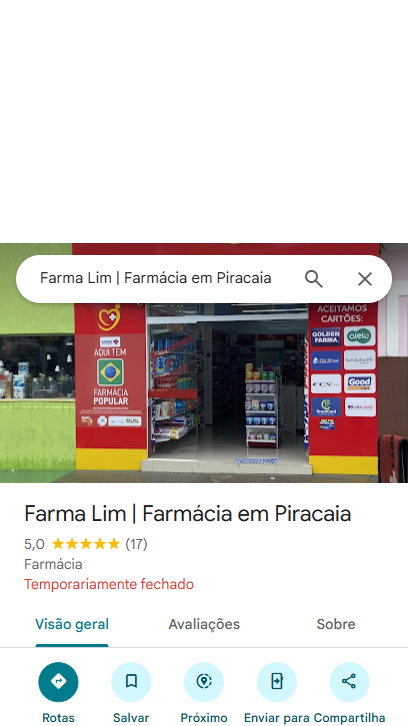 Farma Lim | Farmácia em Piracaia
ACEITAMOS
CARTÕES:
GOLDEN
FARMA
alelo
AQUI TEM
FARMÁCIA
POPULAR
Good
Farma Lim | Farmácia em Piracaia
5,0 ★★★★★ (17)
Farmácia
Temporariamente fechado
Visão geral
Avaliações
Sobre
Rotas
Salvar
Próximo
Enviar para
Compartilhar